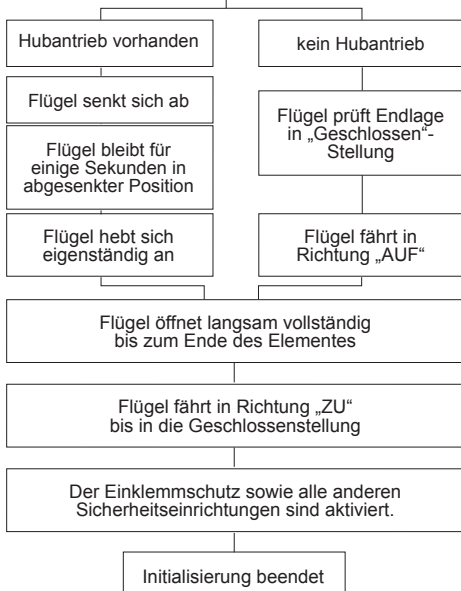 Hubantrieb vorhanden
Flügel senkt sich ab
Flügel bleibt für
einige Sekunden in
abgesenkter Position
Flügel hebt sich
eigenständig an
kein Hubantrieb
Flügel prüft Endlage
in „Geschlossen“-
Stellung
Flügel fährt in
Richtung „AUF“
Flügel öffnet langsam vollständig
bis zum Ende des Elementes
Flügel fährt in Richtung „ZU“
bis in die Geschlossenstellung
Der Einklemmschutz sowie alle anderen
Sicherheitseinrichtungen sind aktiviert.
Initialisierung beendet